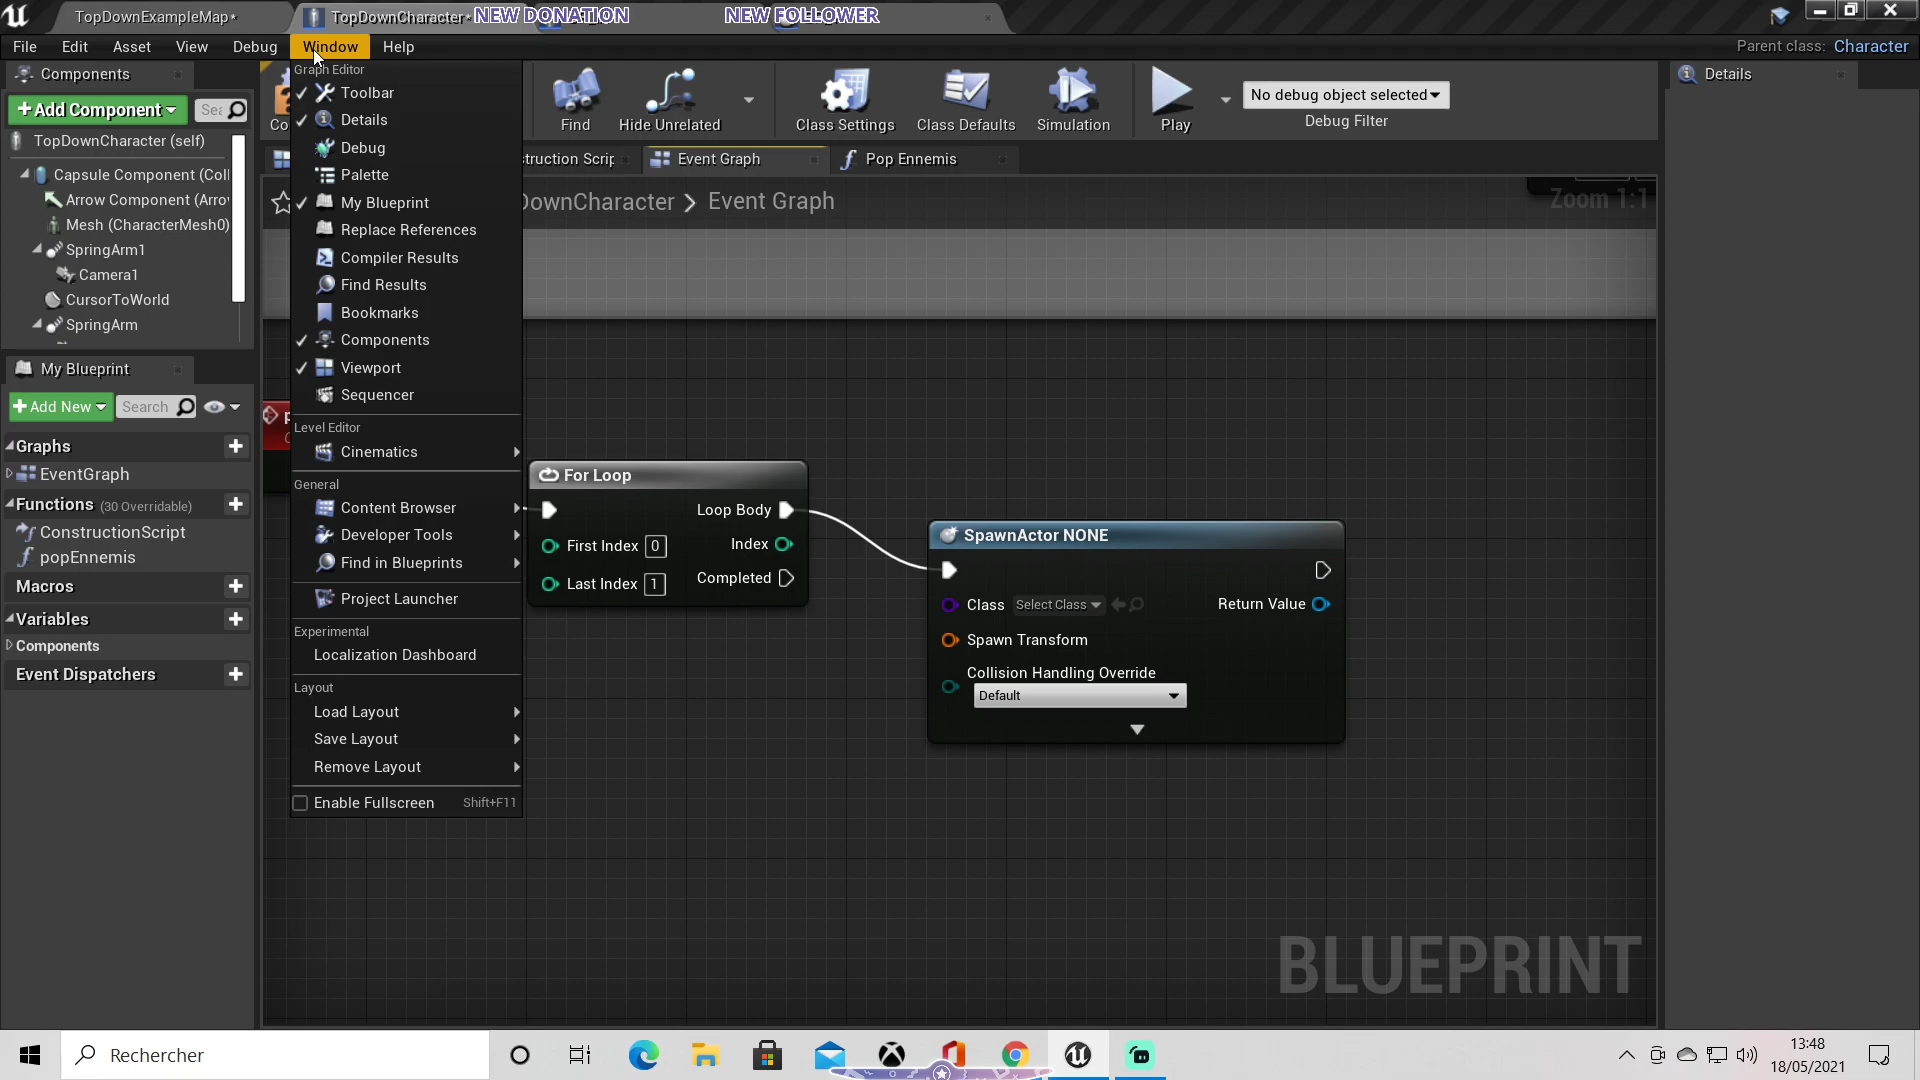 TopDownExampleMap*
TopDownCharacter*
NEW DONATION
NEW FOLLOWER
File Edit Asset View Debug Window Help
Parent class: Character
Components
Graph Editor
Details
Add Component
Toolbar
No debug object selected
Find
Hide Unrelated
Class Settings
Class Defaults
Simulation
Play
Debug Filter
Details
TopDownCharacter (self)
Debug
Event Graph
Pop Ennemis
Capsule Component (Coll
Palette
Arrow Component (Arro
My Blueprint
DownCharacter > Event Graph
Zoom 1:1
Mesh (CharacterMesh0)
Replace References
SpringArm1
Compiler Results
Camera1
Find Results
CursorToWorld
Bookmarks
SpringArm
Components
My Blueprint
Viewport
Sequencer
Add New
Search
Level Editor
Graphs
Cinematics
EventGraph
General
Functions (30 Overridable)
Content Browser
ConstructionScript
Developer Tools
popEnnemis
Find in Blueprints
Macros
Project Launcher
Variables
Experimental
Components
Localization Dashboard
Event Dispatchers
Layout
Load Layout
Save Layout
Remove Layout
Enable Fullscreen Shift+F11
For Loop
Loop Body
First Index 0
Index
Last Index 1
Completed
SpawnActor NONE
Class Select Class
Return Value
Spawn Transform
Collision Handling Override
Default
BLUEPRINT
Rechercher
13:48
18/05/2021